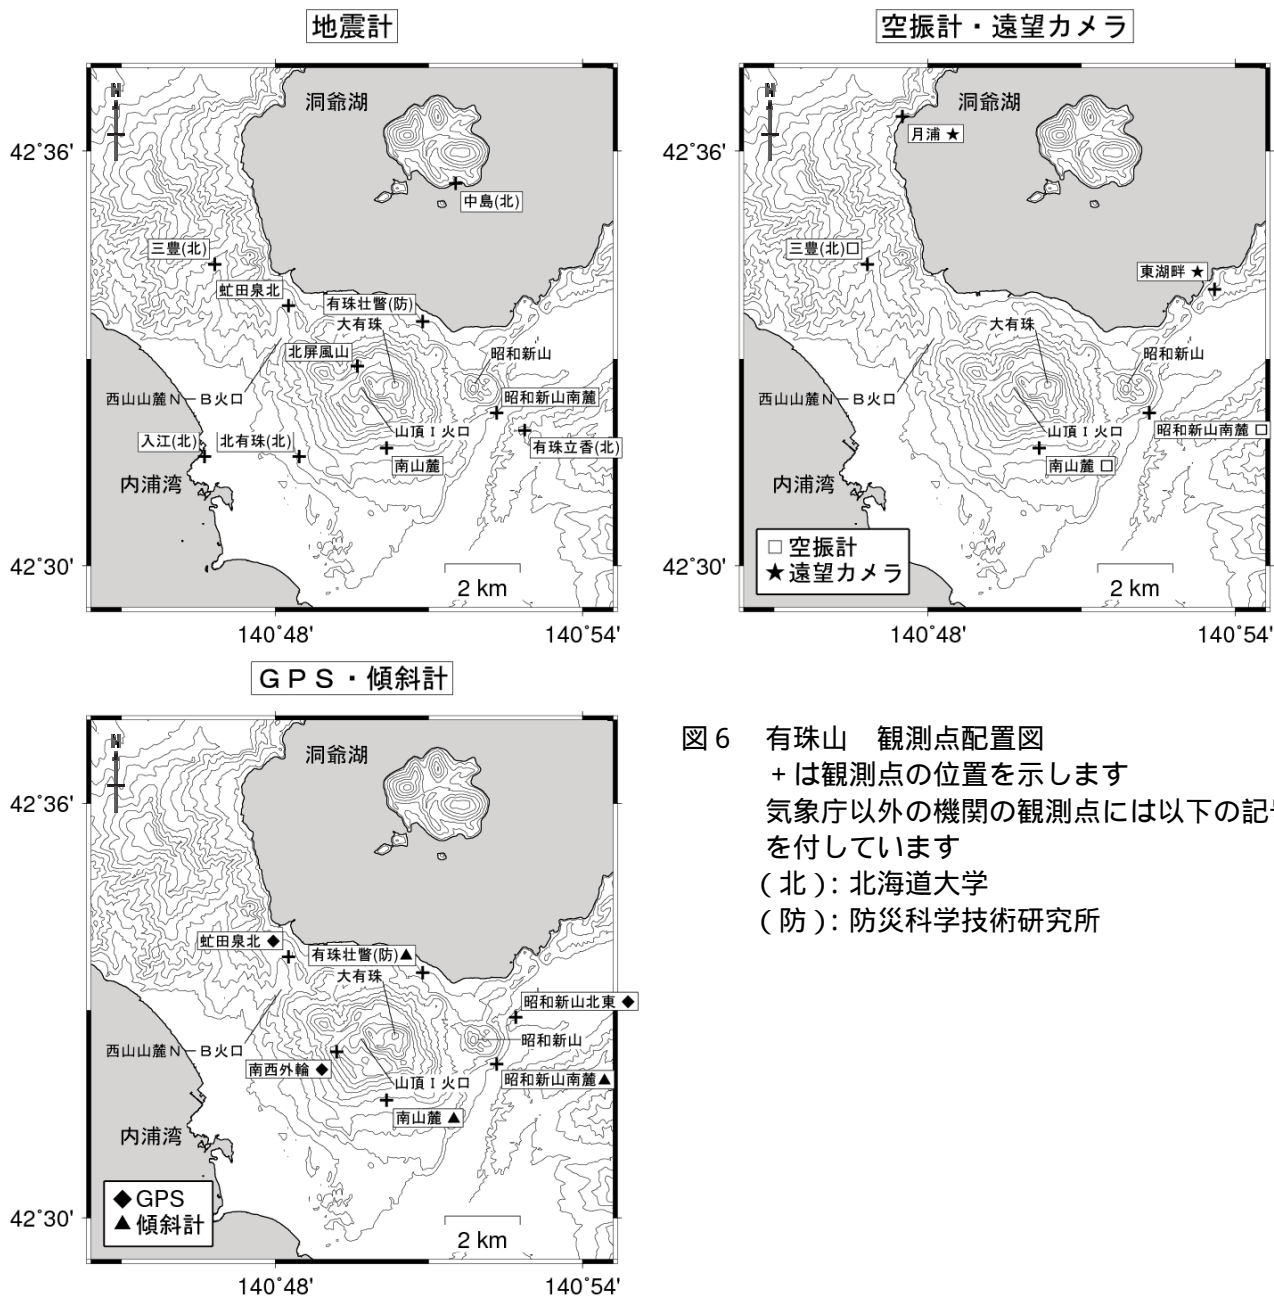 地震計
N
洞爺湖
42°36'
中島(北)
三豊(北)
虻田泉北
有珠壮瞥(防)
大有珠
北屏風山
昭和新山
西山山麓N-B火口
昭和新山南麓
山頂I火口
入江(北)
北有珠(北)
有珠立香(北)
南山麓
内浦湾
42°30'
2 km
140°48'
140°54'
空振計・遠望カメラ
N
洞爺湖
月浦 ★
42°36'
三豊(北)□
東湖畔 ★
大有珠
昭和新山
西山山麓N-B火口
山頂I火口
昭和新山南麓 □
南山麓 □
内浦湾
□ 空振計
★ 遠望カメラ
42°30'
2 km
140°48'
140°54'
GPS・傾斜計
N
洞爺湖
42°36'
虻田泉北 ◆
有珠壮瞥(防)▲
大有珠
昭和新山北東 ◆
昭和新山
西山山麓N-B火口
南西外輪 ◆
山頂I火口
昭和新山南麓▲
南山麓 ▲
内浦湾
◆ GPS
▲ 傾斜計
42°30'
2 km
140°48'
140°54'
図6 有珠山 観測点配置図
+は観測点の位置を示します
気象庁以外の機関の観測点には以下の記号
を付しています
(北):北海道大学
(防):防災科学技術研究所